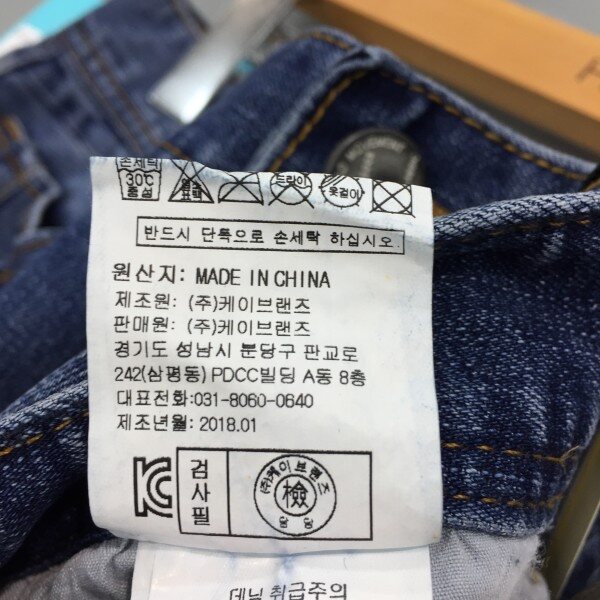 손세탁
30℃
중성
표백
드라이
옷걸이
반드시 단독으로 손세탁 하십시오.
원산지: MADE IN CHINA
제조원: (주)케이브랜즈
판매원: (주)케이브랜즈
경기도 성남시 분당구 판교로
242(삼평동) PDCC빌딩 A동 8층
대표전화:031-8060-0640
제조년월: 2018.01
검사필
(주)케이브랜즈
檢
담당
데님 취급주의